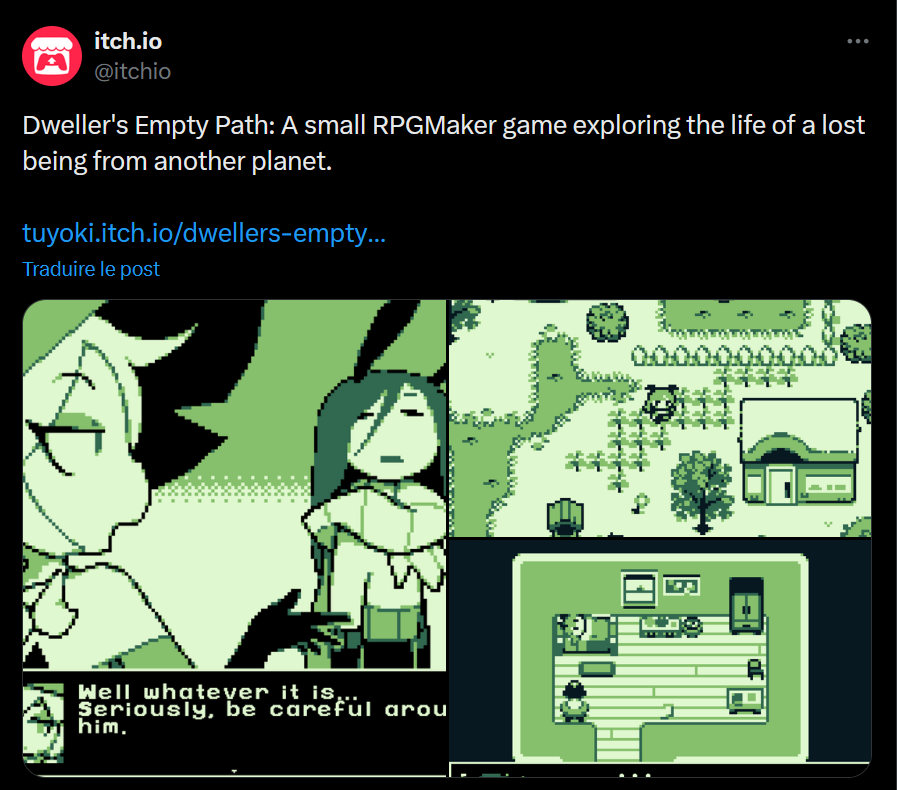 itch.io
@itchio
Dweller's Empty Path: A small RPGMaker game exploring the life of a lost
being from another planet.
tuyoki.itch.io/dwellers-empty...
Traduire le post
Well whatever it is...
Seriously, be careful arou
him.